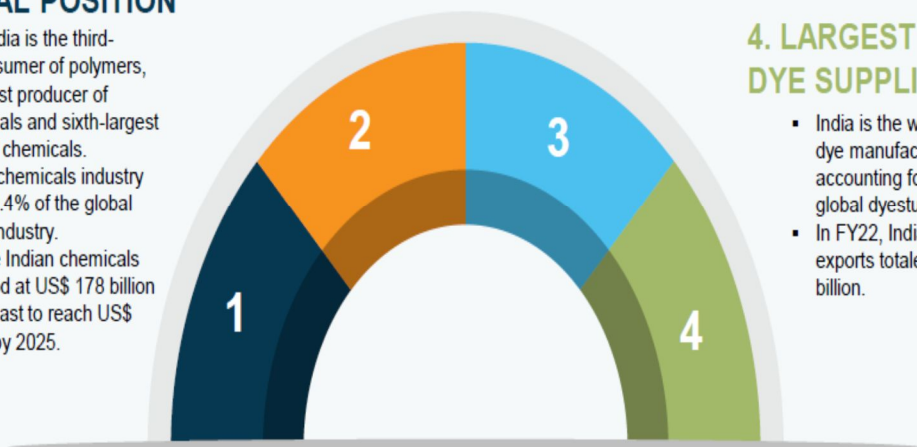 AL POSITION
dia is the third-
sumer of polymers,
st producer of
als and sixth-largest
chemicals.
chemicals industry
.4% of the global
ndustry.
e Indian chemicals
d at US$ 178 billion
ast to reach US$
by 2025.
1
2
3
4
4. LARGEST
DYE SUPPLI
▪ India is the w
dye manufac
accounting fo
global dyestu
▪ In FY22, Indi
exports totale
billion.